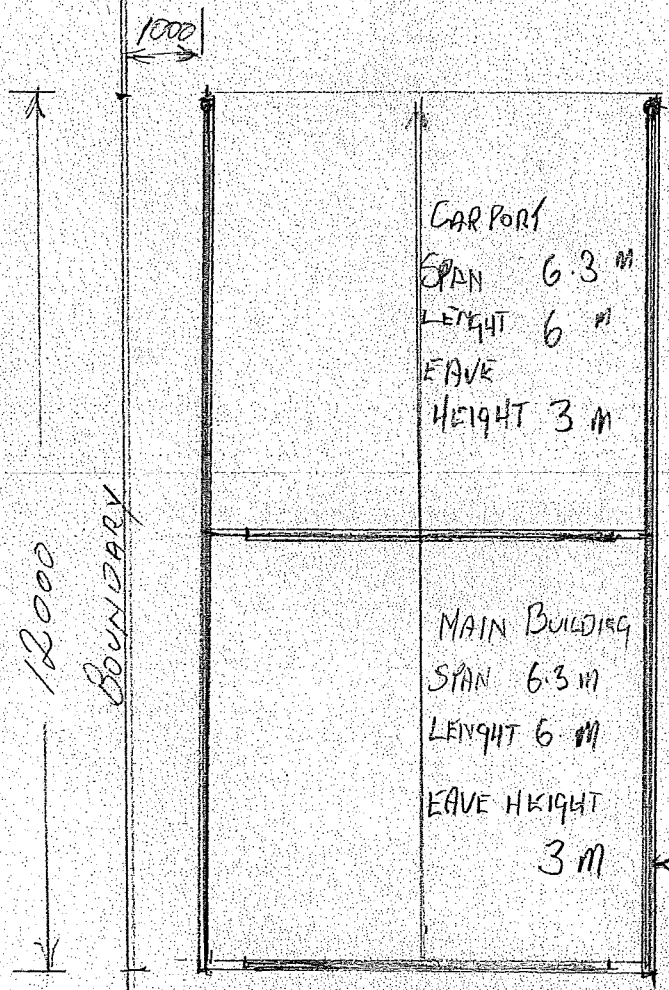 1000
CARPORT
SPAN 6.3 M
LENGHT 6 M
EAVE
HEIGHT 3 M
12000
BOUNDARY
MAIN BUILDIG
SPAN 6.3 M
LENGHT 6 M
EAVE HEIGHT
3 M